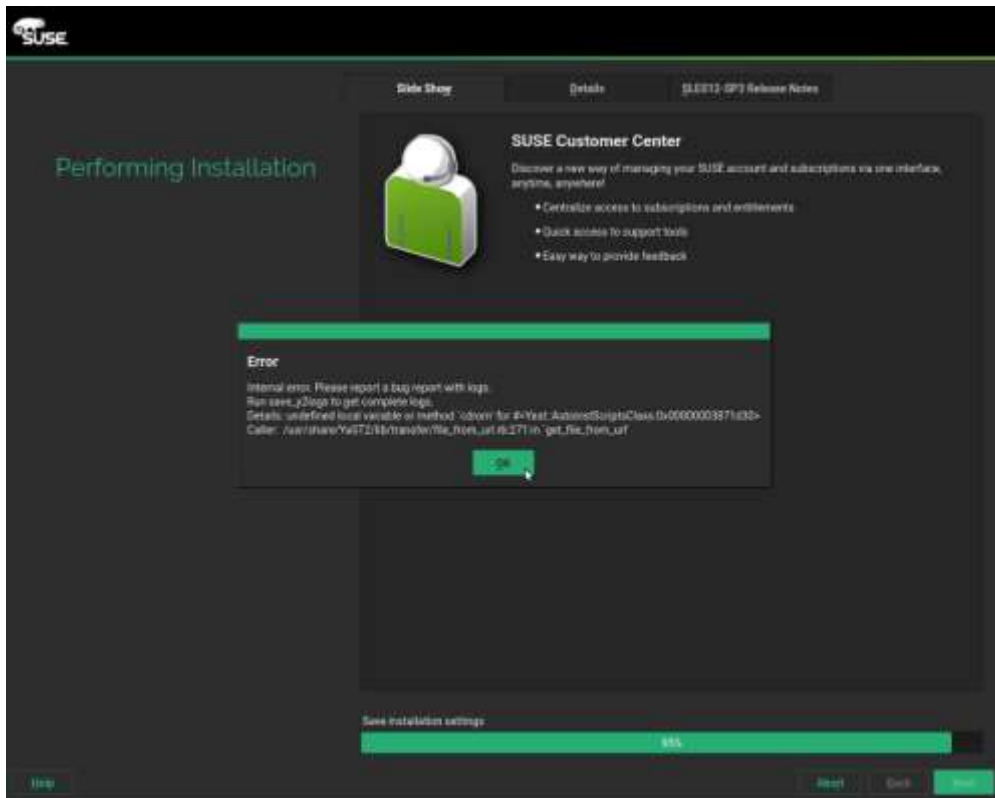 SUSE
Slide Show
Details
SLES12-SP3 Release Notes
Performing Installation
SUSE Customer Center
Discover a new way of managing your SUSE account and subscriptions via one interface,
anytime, anywhere!
Centralize access to subscriptions and entitlements
Quick access to support tools
Easy way to provide feedback
Error
Internal error. Please report a bug report with logs.
Run save_y2logs to get complete logs.
Details: undefined local variable or method `cdrom' for #<Yast::AutoinstScriptsClass:0x00000003871d30>
Caller: /usr/share/YaST2/lib/transfer/file_from_url.rb:271:in `get_file_from_url'
OK
Save installation settings
95%
Help
Abort
Back
Next